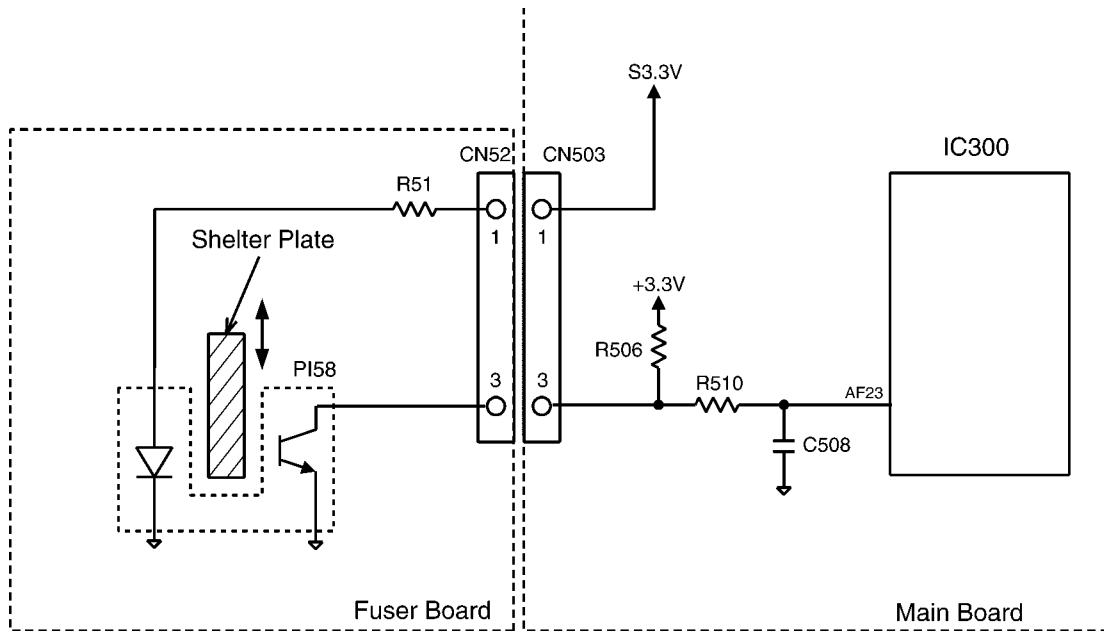 S3.3V
IC300
CN52
CN503
R51
1
1
Shelter Plate
+3.3V
R506
PI58
3
3
R510
AF23
C508
Fuser Board
Main Board